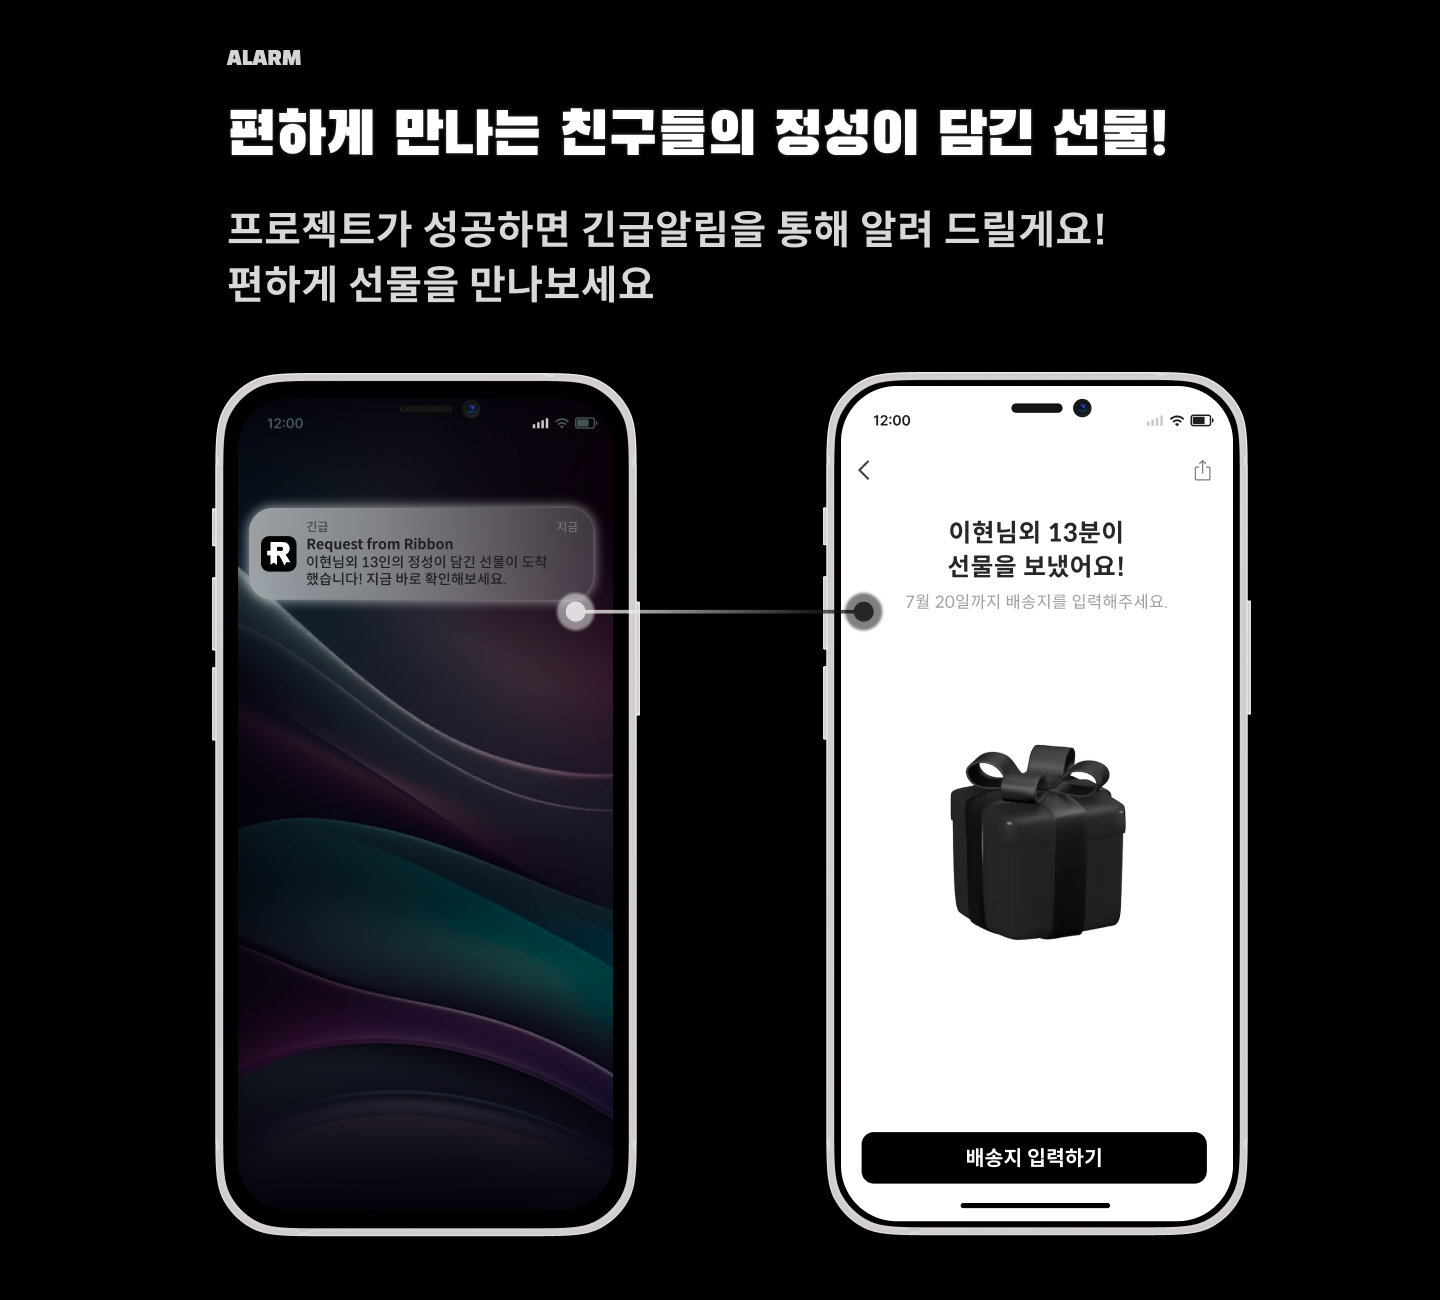 ALARM
편하게 만나는 친구들의 정성이 담긴 선물!
프로젝트가 성공하면 긴급알림을 통해 알려 드릴게요!
편하게 선물을 만나보세요
12:00
긴급
지금
Request from Ribbon
이현님외 13인의 정성이 담긴 선물이 도착
했습니다! 지금 바로 확인해보세요.
R
12:00
이현님외 13분이
선물을 보냈어요!
7월 20일까지 배송지를 입력해주세요.
배송지 입력하기